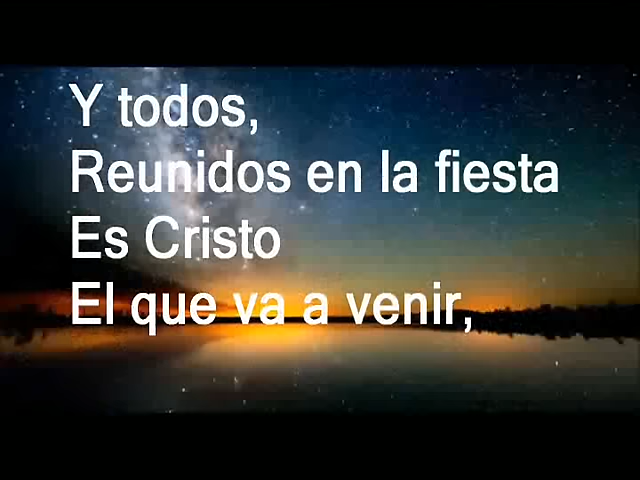 Y todos,
Reunidos en la fiesta
Es Cristo
El que va a venir,